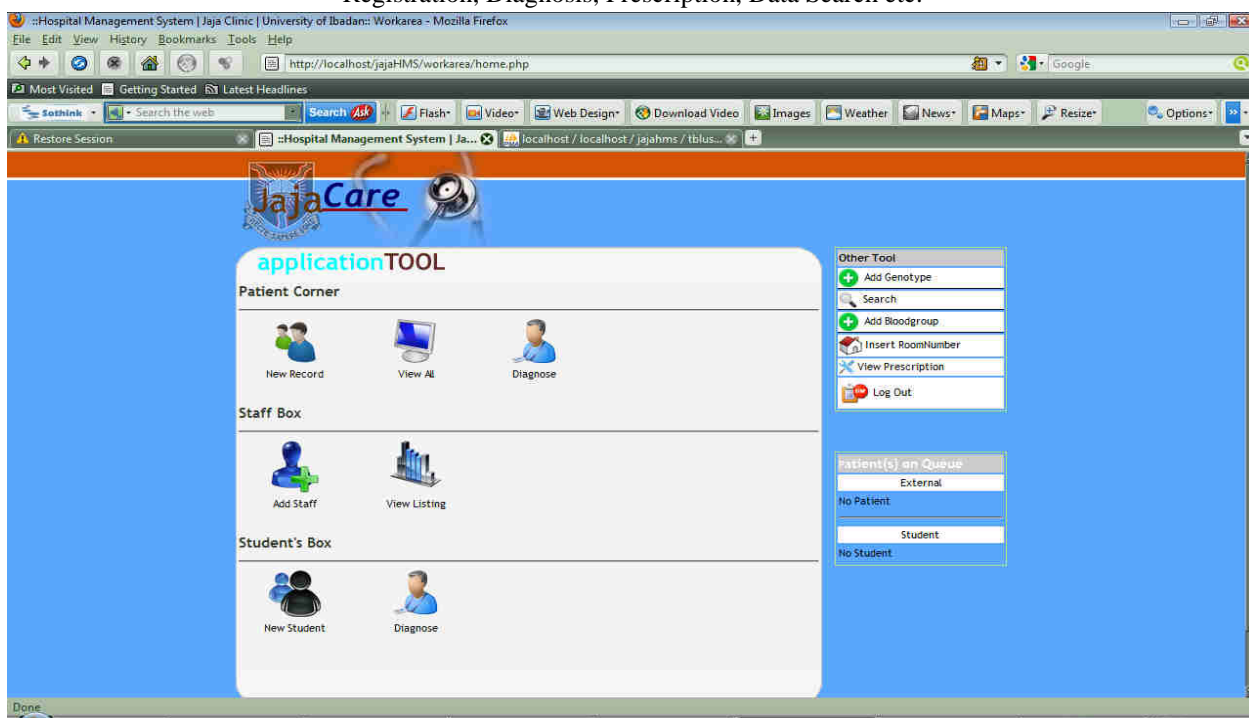 Registration, Diagnosis, Prescription, Data Search etc.
::Hospital Management System | Jaja Clinic | University of Ibadan:: Workarea - Mozilla Firefox
File Edit View History Bookmarks Tools Help
http://localhost/jajaHMS/workarea/home.php Google
Most Visited Getting Started Latest Headlines
Sothink Search the web Search Ask Flash Video Web Design Download Video Images Weather News Maps Resize Options
Restore Session ::Hospital Management System | Ja... localhost / localhost / jajahms / tblus...
JajaCare
applicationTOOL
Patient Corner
New Record View All Diagnose
Staff Box
Add Staff View Listing
Student's Box
New Student Diagnose
Other Tool
Add Genotype
Search
Add Bloodgroup
Insert RoomNumber
View Prescription
Log Out
Patient(s) on Queue
External
No Patient
Student
No Student
Done